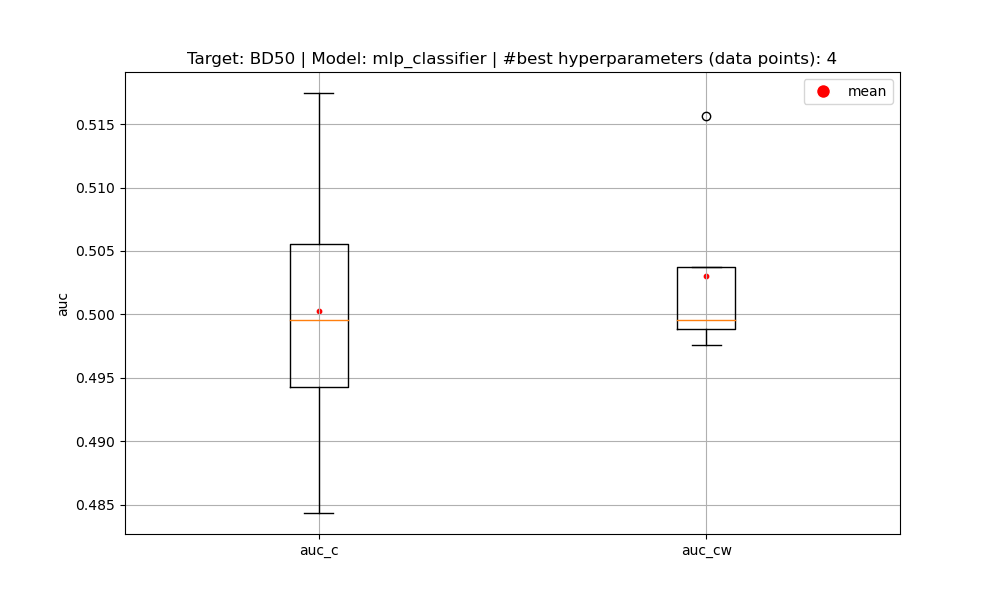 Target: BD50 | Model: mlp_classifier | #best hyperparameters (data points): 4
mean
0.515
0.510
0.505
0.500
0.495
0.490
0.485
auc
auc_c
auc_cw